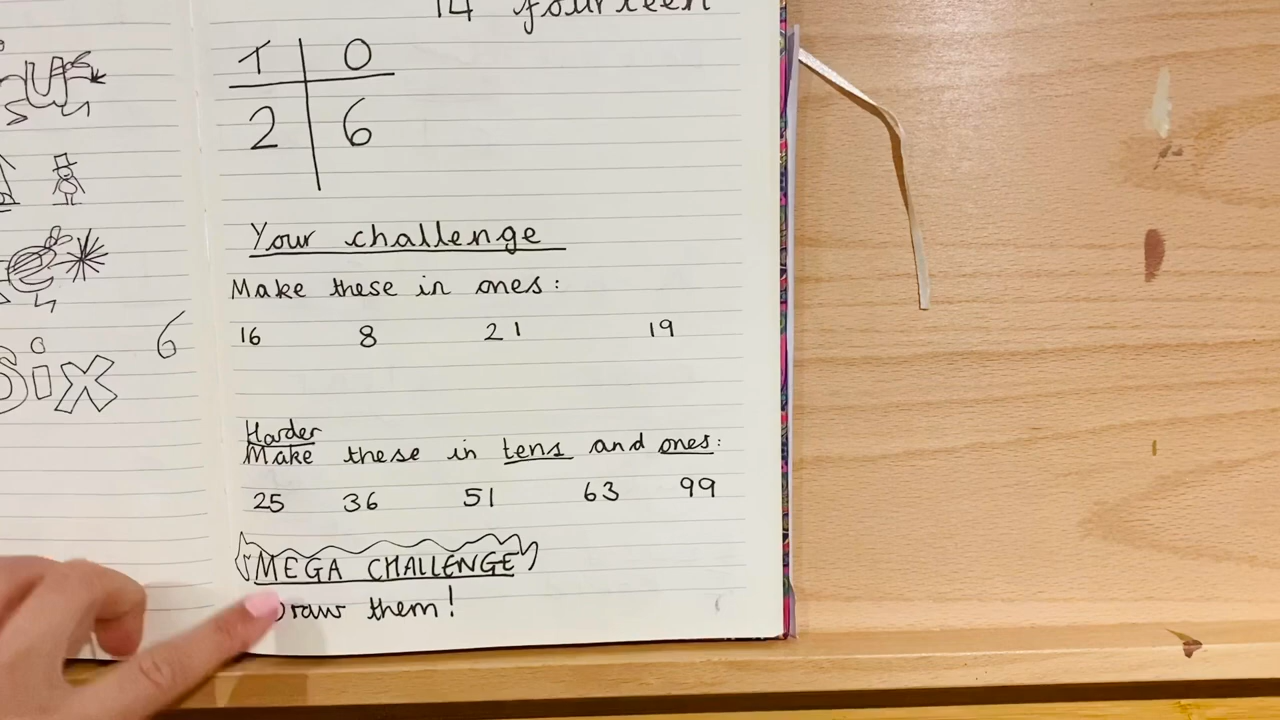 14 fourteen
T O
2 6
Your challenge
Make these in ones:
16 8 21 19
Harder
Make these in tens and ones:
25 36 51 63 99
MEGA CHALLENGE
Draw them!
6
Six